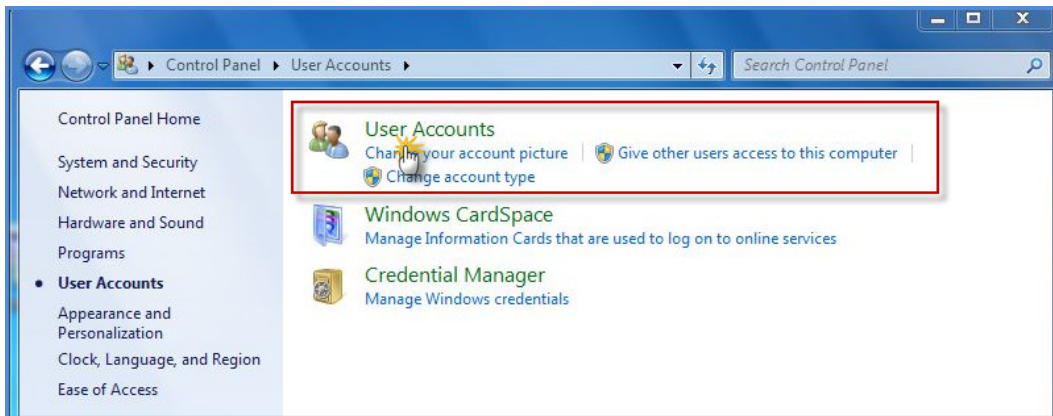 Control Panel User Accounts
Search Control Panel
Control Panel Home
System and Security
Network and Internet
Hardware and Sound
Programs
User Accounts
Appearance and
Personalization
Clock, Language, and Region
Ease of Access
User Accounts
Change your account picture Give other users access to this computer
Change account type
Windows CardSpace
Manage Information Cards that are used to log on to online services
Credential Manager
Manage Windows credentials